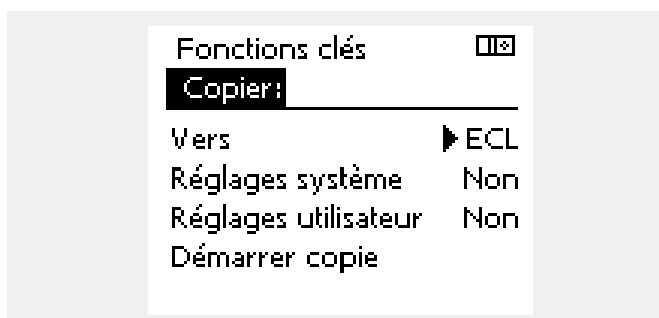 Fonctions clés
Copier:
Vers ECL
Réglages système Non
Réglages utilisateur Non
Démarrer copie